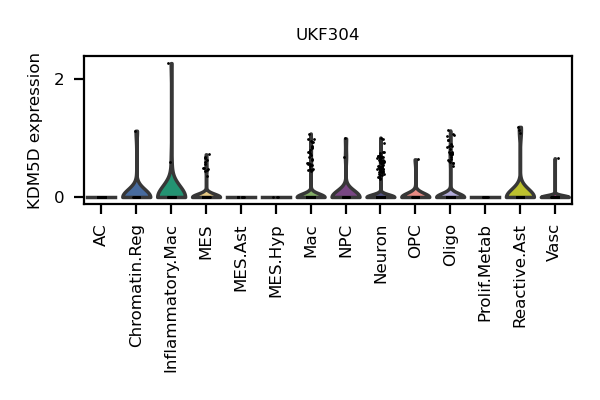 UKF304
KDM5D expression
2
0
AC
Chromatin.Reg
Inflammatory.Mac
MES
MES.Ast
MES.Hyp
Mac
NPC
Neuron
OPC
Oligo
Prolif.Metab
Reactive.Ast
Vasc